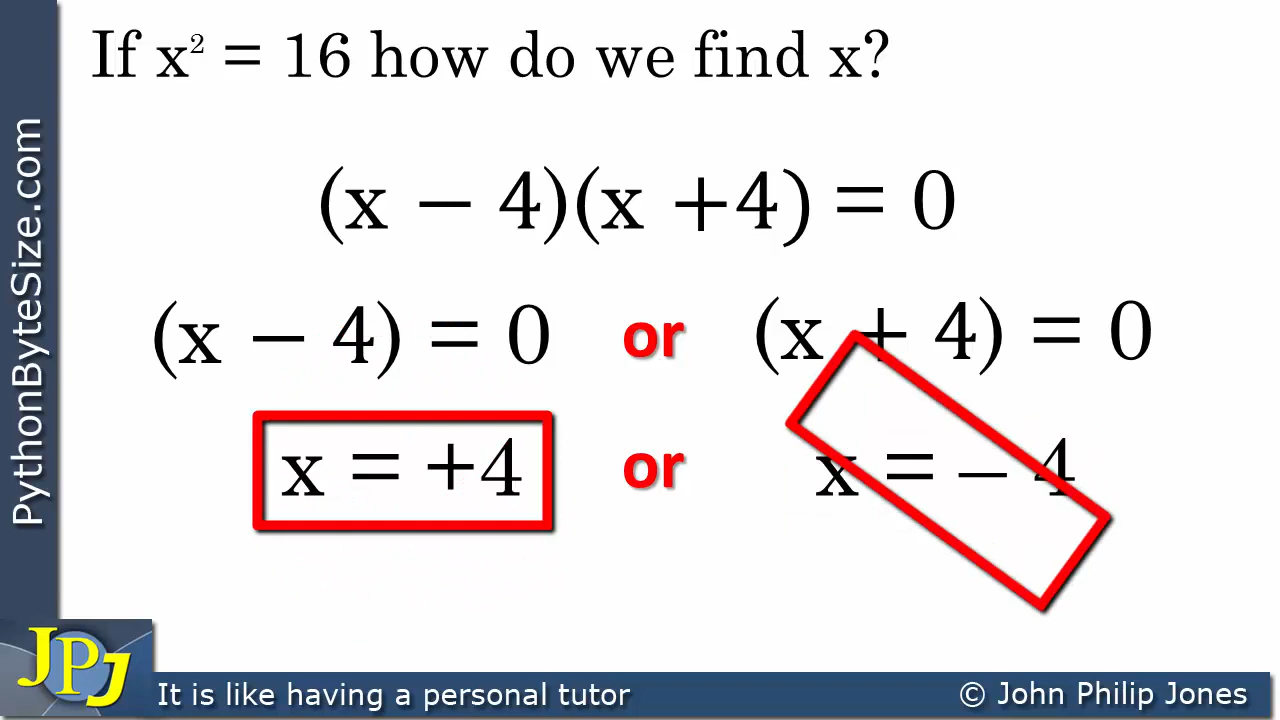 If x² = 16 how do we find x?
(x − 4)(x +4) = 0
(x − 4) = 0 or (x + 4) = 0
x = +4 or x = − 4
PythonByteSize.com
JPJ
It is like having a personal tutor
© John Philip Jones